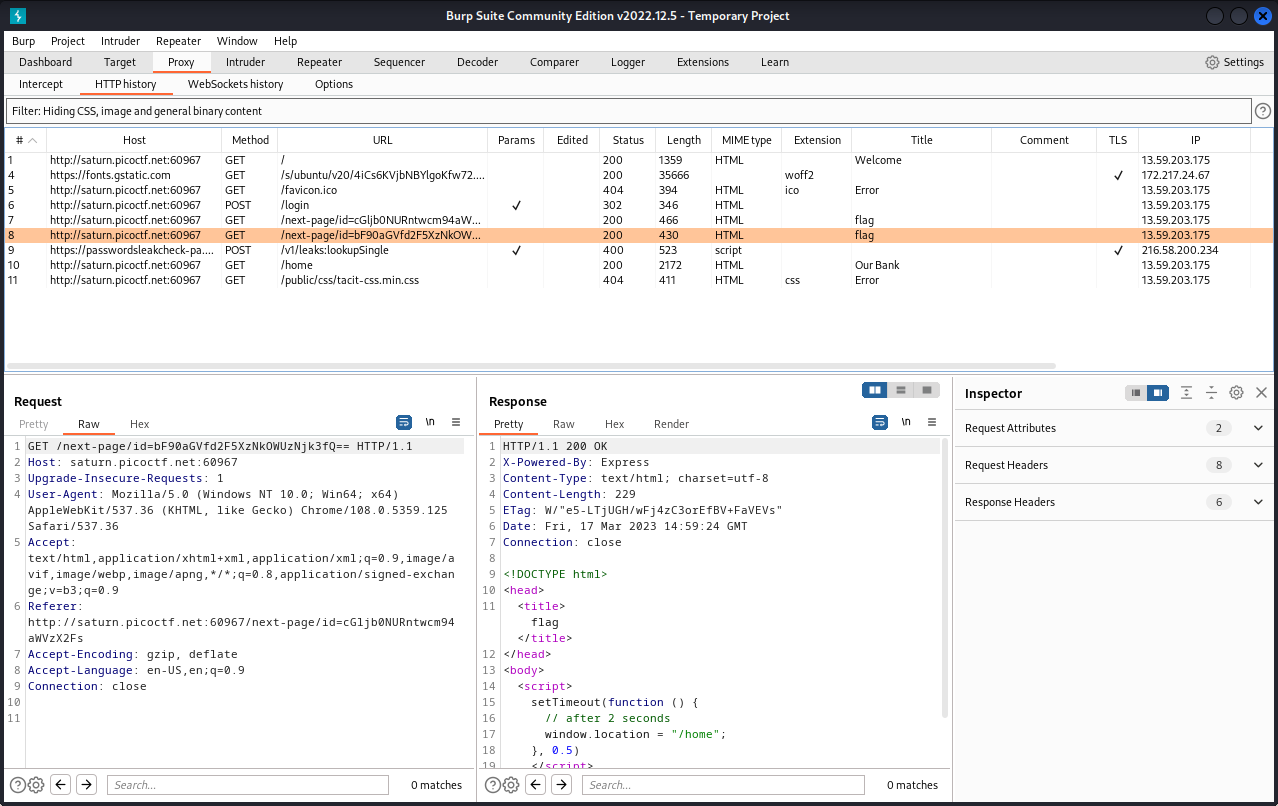 Burp Suite Community Edition v2022.12.5 - Temporary Project
Burp Project Intruder Repeater Window Help
Dashboard Target Proxy Intruder Repeater Sequencer Decoder Comparer Logger Extensions Learn Settings
Intercept HTTP history WebSockets history Options
Filter: Hiding CSS, image and general binary content
# Host Method URL Params Edited Status Length MIME type Extension Title Comment TLS IP
1 http://saturn.picoctf.net:60967 GET / 200 1359 HTML Welcome 13.59.203.175
4 https://fonts.gstatic.com GET /s/ubuntu/v20/4iCs6KVjbNBYlgoKfw72.... 200 35666 woff2 ✓ 172.217.24.67
5 http://saturn.picoctf.net:60967 GET /favicon.ico 404 394 HTML ico Error 13.59.203.175
6 http://saturn.picoctf.net:60967 POST /login ✓ 302 346 HTML 13.59.203.175
7 http://saturn.picoctf.net:60967 GET /next-page/id=cGljb0NURntwcm94aW... 200 466 HTML flag 13.59.203.175
8 http://saturn.picoctf.net:60967 GET /next-page/id=bF90aGVfd2F5XzNkOW... 200 430 HTML flag 13.59.203.175
9 https://passwordsleakcheck-pa.... POST /v1/leaks:lookupSingle ✓ 400 523 script ✓ 216.58.200.234
10 http://saturn.picoctf.net:60967 GET /home 200 2172 HTML Our Bank 13.59.203.175
11 http://saturn.picoctf.net:60967 GET /public/css/tacit-css.min.css 404 411 HTML css Error 13.59.203.175
Request
Pretty Raw Hex \n
1 GET /next-page/id=bF90aGVfd2F5XzNkOWUzNjk3fQ== HTTP/1.1
2 Host: saturn.picoctf.net:60967
3 Upgrade-Insecure-Requests: 1
4 User-Agent: Mozilla/5.0 (Windows NT 10.0; Win64; x64)
AppleWebKit/537.36 (KHTML, like Gecko) Chrome/108.0.5359.125
Safari/537.36
5 Accept:
text/html,application/xhtml+xml,application/xml;q=0.9,image/a
vif,image/webp,image/apng,*/*;q=0.8,application/signed-exchan
ge;v=b3;q=0.9
6 Referer:
http://saturn.picoctf.net:60967/next-page/id=cGljb0NURntwcm94
aWVzX2Fs
7 Accept-Encoding: gzip, deflate
8 Accept-Language: en-US,en;q=0.9
9 Connection: close
10
11
Search... 0 matches
Response
Pretty Raw Hex Render \n
1 HTTP/1.1 200 OK
2 X-Powered-By: Express
3 Content-Type: text/html; charset=utf-8
4 Content-Length: 229
5 ETag: W/"e5-LTjUGH/wFj4zC3orEfBV+FaVEVs"
6 Date: Fri, 17 Mar 2023 14:59:24 GMT
7 Connection: close
8
9 <!DOCTYPE html>
10 <head>
11 <title>
flag
</title>
12 </head>
13 <body>
14 <script>
15 setTimeout(function () {
16 // after 2 seconds
17 window.location = "/home";
18 }, 0.5)
19 </script>
Search... 0 matches
Inspector
Request Attributes 2
Request Headers 8
Response Headers 6